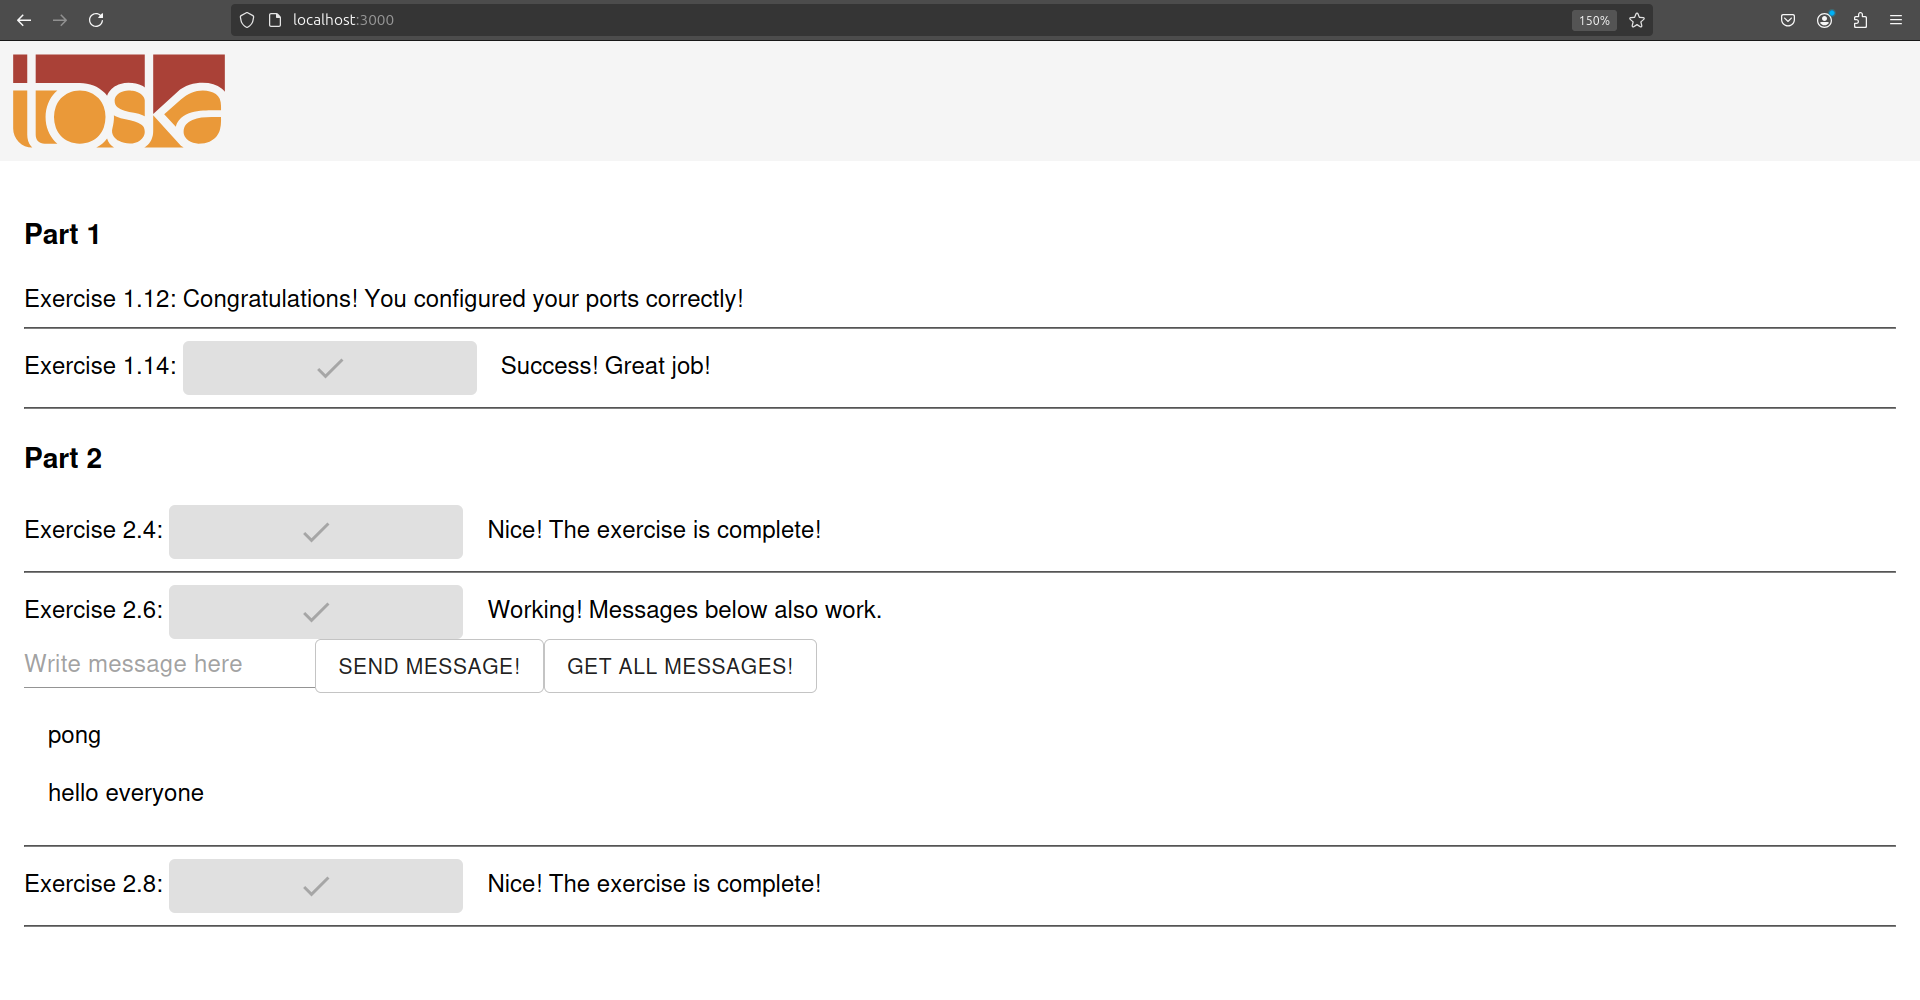 localhost:3000
150%
toska
Part 1
Exercise 1.12: Congratulations! You configured your ports correctly!
Exercise 1.14: Success! Great job!
Part 2
Exercise 2.4: Nice! The exercise is complete!
Exercise 2.6: Working! Messages below also work.
Write message here SEND MESSAGE! GET ALL MESSAGES!
pong
hello everyone
Exercise 2.8: Nice! The exercise is complete!